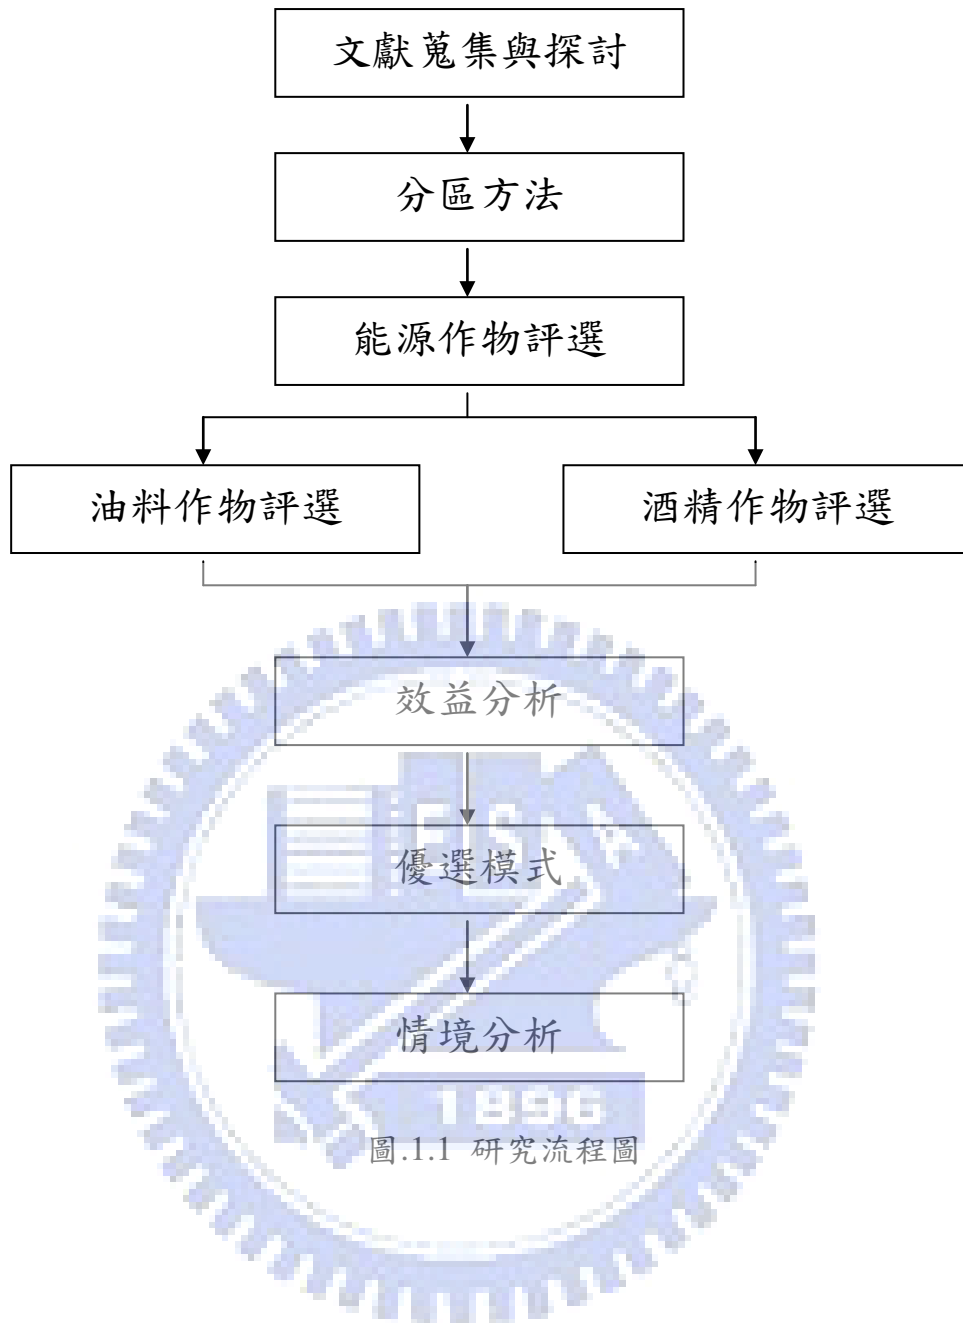 文獻蒐集與探討
分區方法
能源作物評選
油料作物評選
酒精作物評選
效益分析
優選模式
E S A
情境分析
1896
圖.1.1 研究流程圖